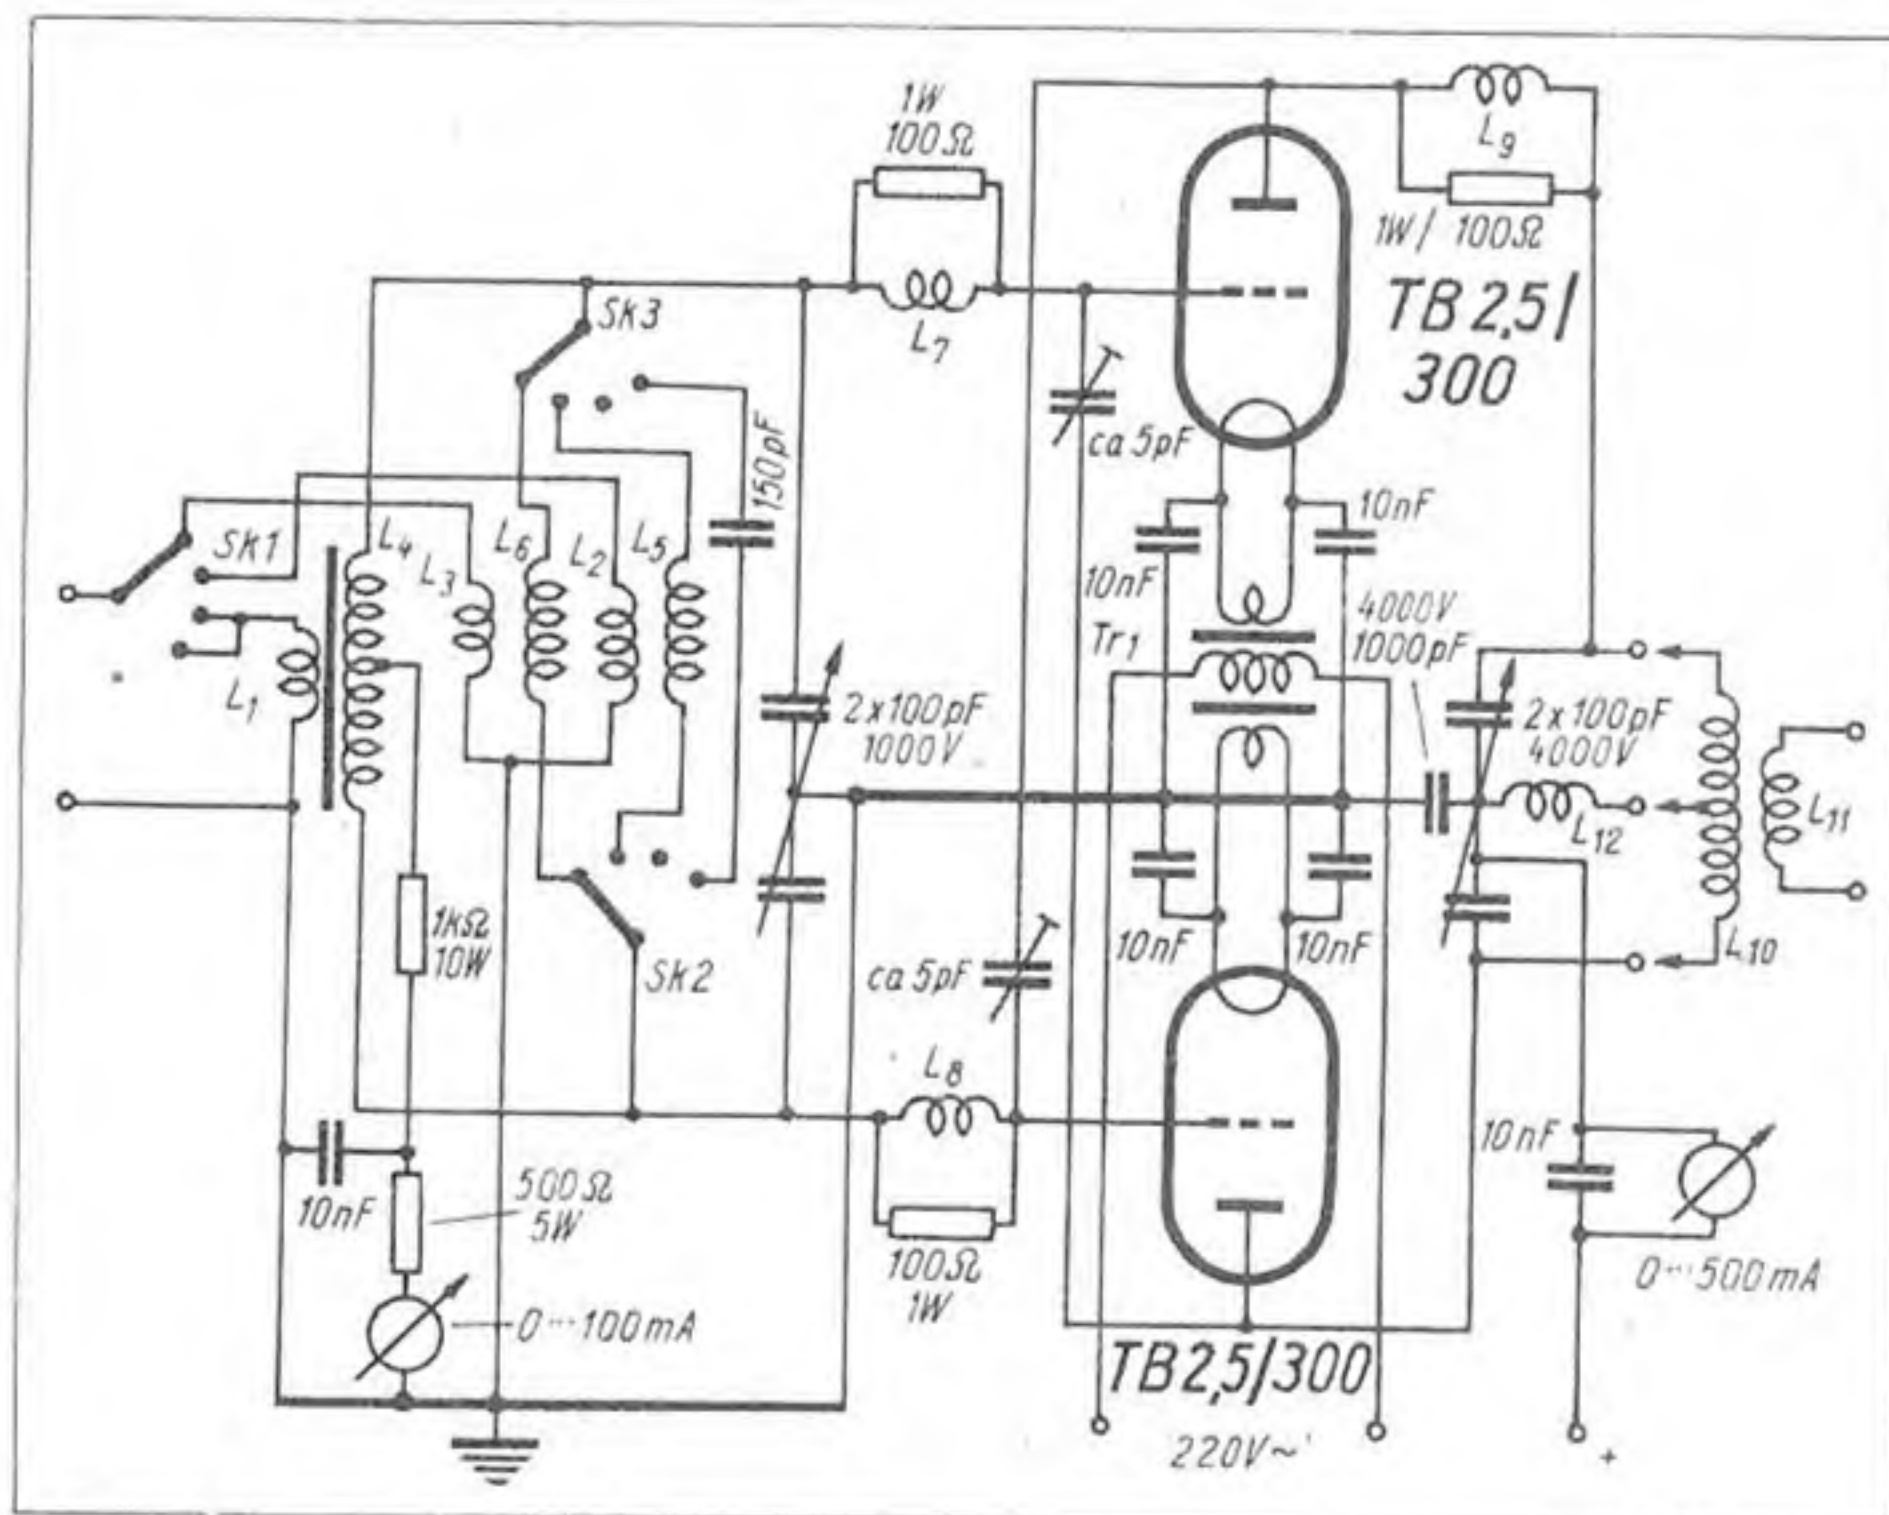 1W
100Ω
L9
1W/ 100Ω
TB 2,5/
300
Sk3
L7
ca 5pF
150pF
10nF
Sk1
L4
L3
L6
L2
L5
10nF
4000V
1000pF
Tr1
L1
2x100pF
1000V
2x100pF
4000V
L12
L11
L10
1kΩ
10W
Sk2
ca 5pF
10nF
10nF
L8
10nF
10nF
500Ω
5W
100Ω
1W
0···500mA
0···100mA
TB2,5/300
220V~
+